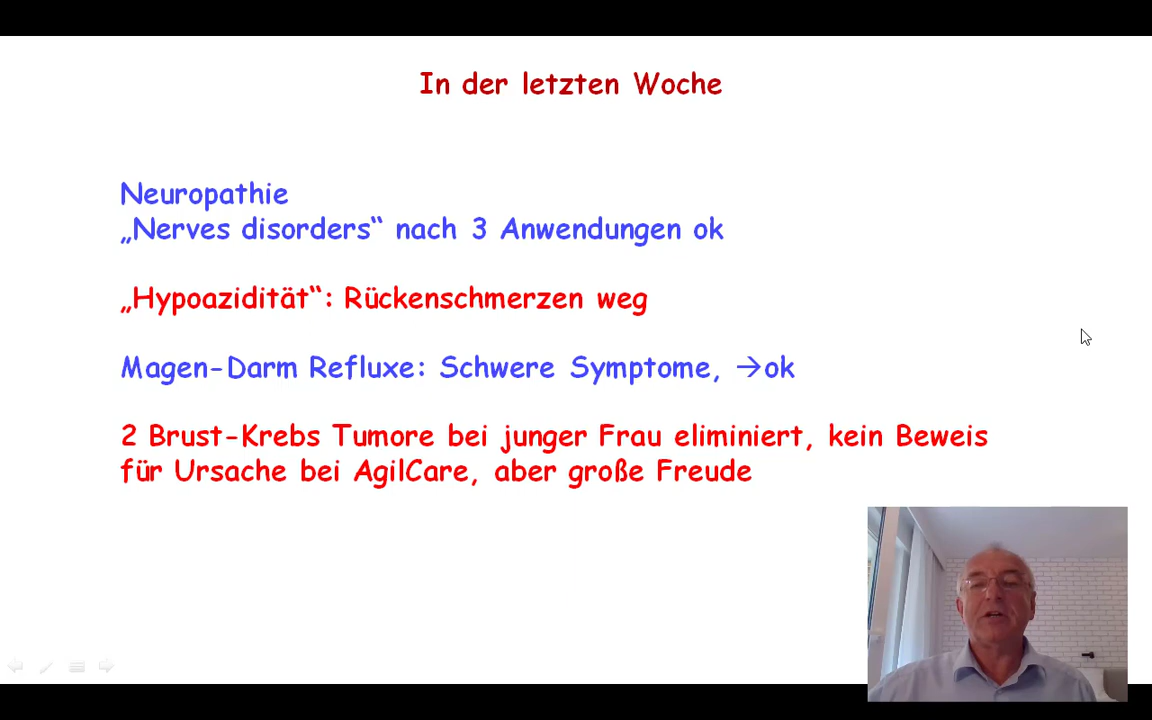 In der letzten Woche
Neuropathie
„Nerves disorders“ nach 3 Anwendungen ok
„Hypoazidität“: Rückenschmerzen weg
Magen-Darm Refluxe: Schwere Symptome, →ok
2 Brust-Krebs Tumore bei junger Frau eliminiert, kein Beweis
für Ursache bei AgilCare, aber große Freude